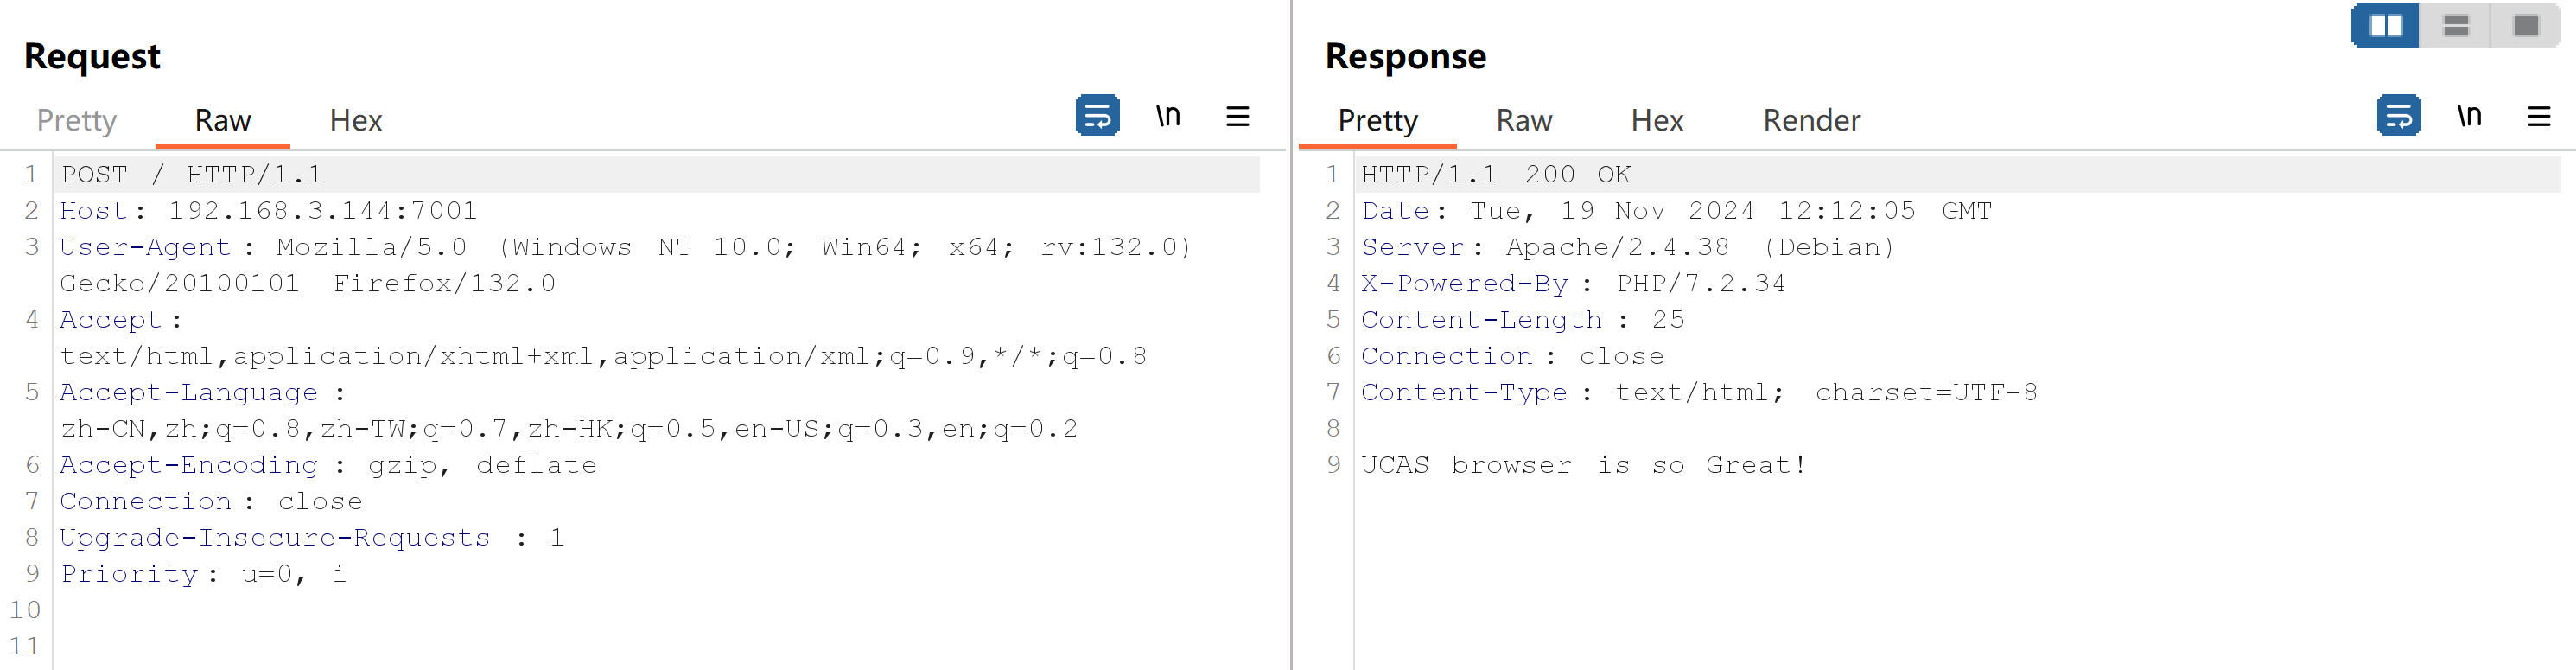 Request
Pretty Raw Hex \n
1 POST / HTTP/1.1
2 Host: 192.168.3.144:7001
3 User-Agent: Mozilla/5.0 (Windows NT 10.0; Win64; x64; rv:132.0)
Gecko/20100101 Firefox/132.0
4 Accept:
text/html,application/xhtml+xml,application/xml;q=0.9,*/*;q=0.8
5 Accept-Language:
zh-CN,zh;q=0.8,zh-TW;q=0.7,zh-HK;q=0.5,en-US;q=0.3,en;q=0.2
6 Accept-Encoding: gzip, deflate
7 Connection: close
8 Upgrade-Insecure-Requests: 1
9 Priority: u=0, i
10
11
Response
Pretty Raw Hex Render \n
1 HTTP/1.1 200 OK
2 Date: Tue, 19 Nov 2024 12:12:05 GMT
3 Server: Apache/2.4.38 (Debian)
4 X-Powered-By: PHP/7.2.34
5 Content-Length: 25
6 Connection: close
7 Content-Type: text/html; charset=UTF-8
8
9 UCAS browser is so Great!